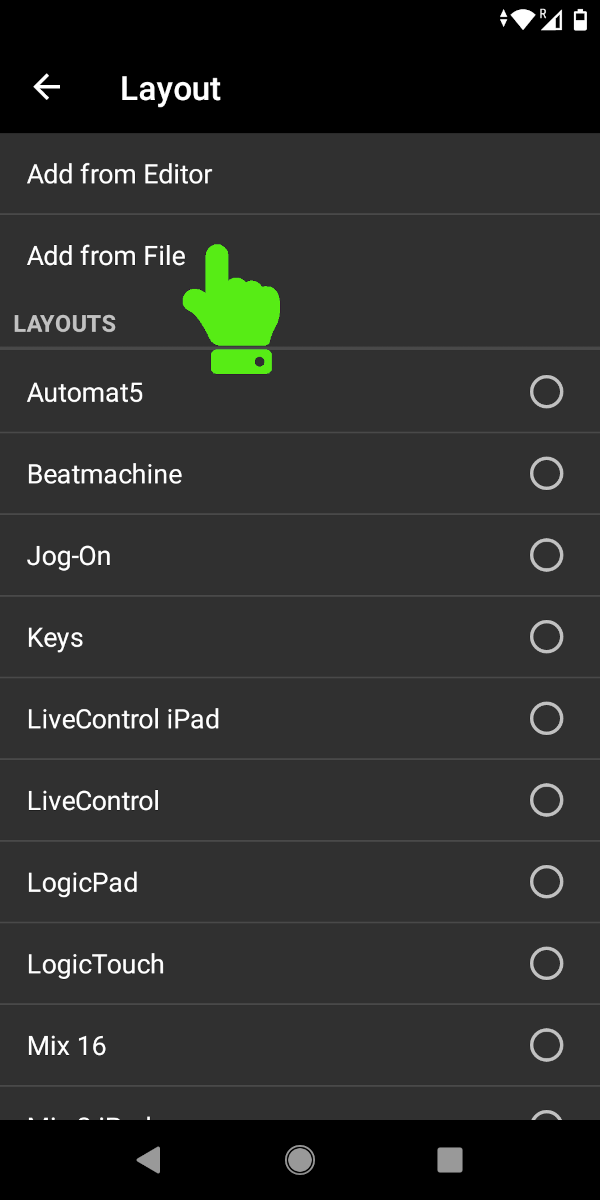 R
Layout
Add from Editor
Add from File
LAYOUTS
Automat5
Beatmachine
Jog-On
Keys
LiveControl iPad
LiveControl
LogicPad
LogicTouch
Mix 16